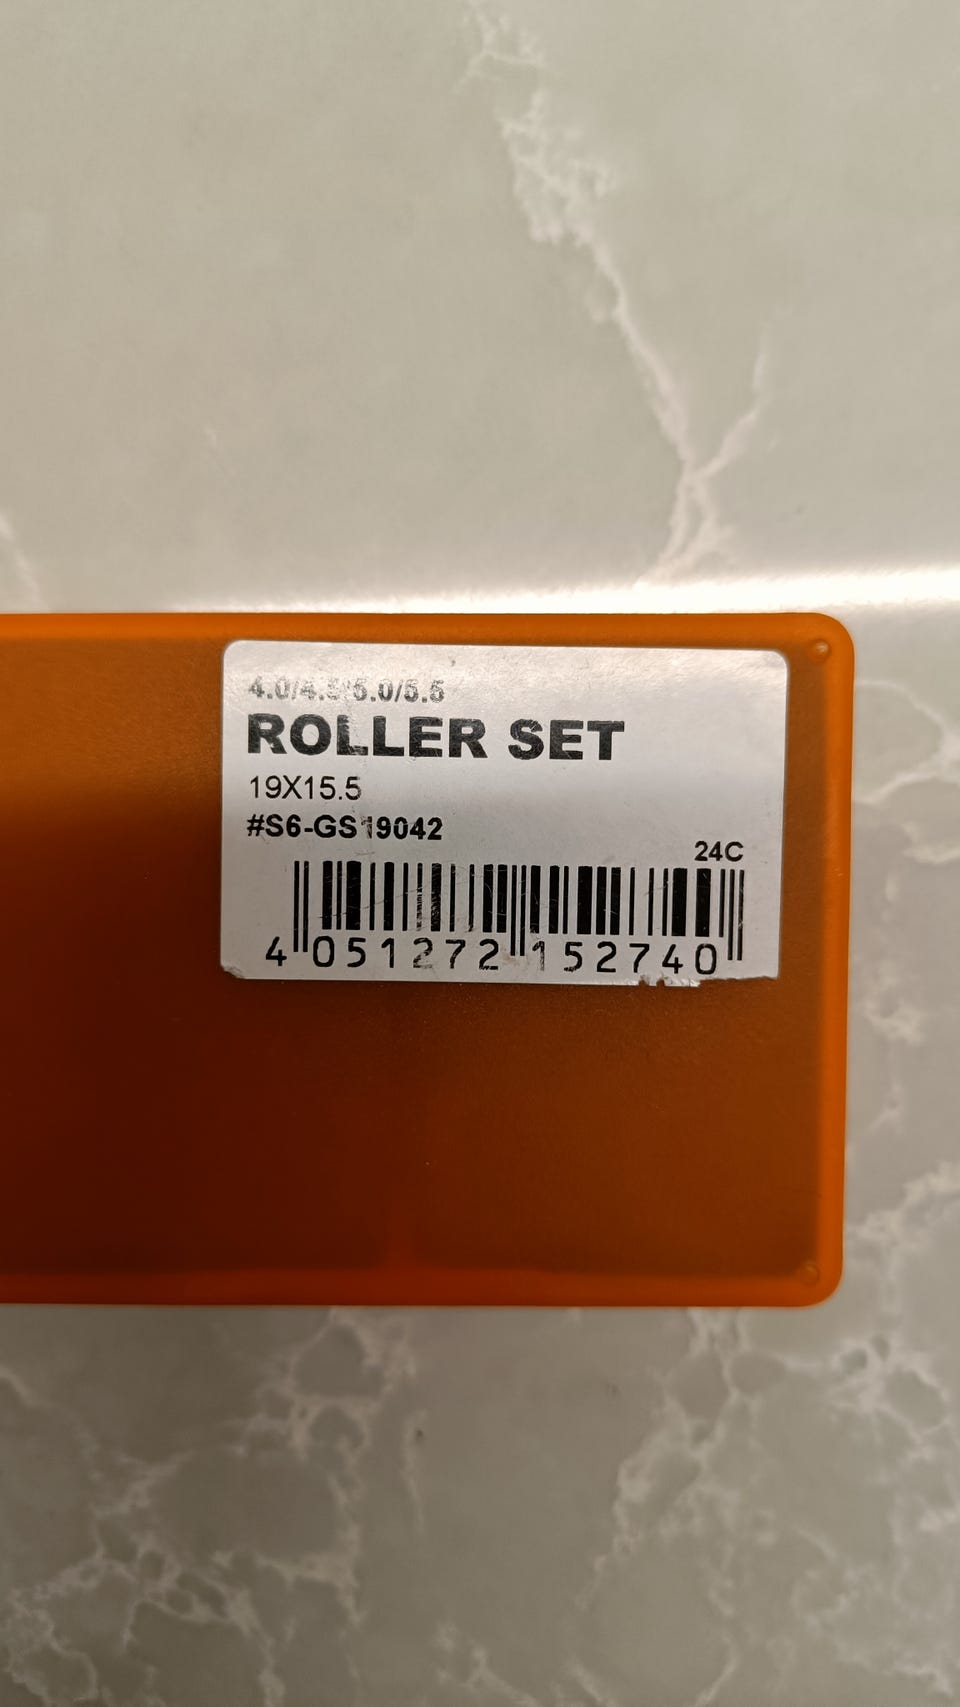 4.0/4.5/5.0/5.5
ROLLER SET
19X15.5
#S6-GS19042
24C
4 051272 152740